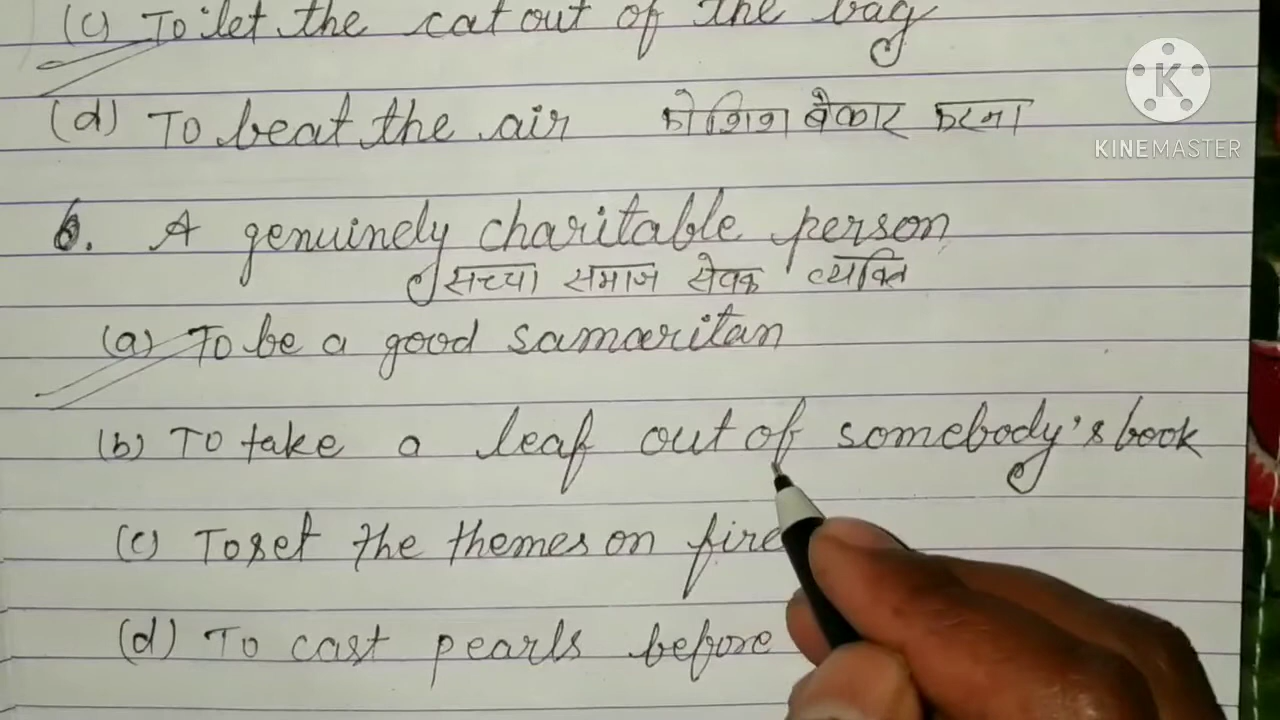 (c) To let the cat out of the bag
(d) To beat the air कोशिश बेकार करना
6. A genuinely charitable person
सच्चा समाज सेवक व्यक्ति
(a) To be a good samaritan
(b) To take a leaf out of somebody's book
(c) To set the themes on fire
(d) To cast pearls before
K
KINEMASTER